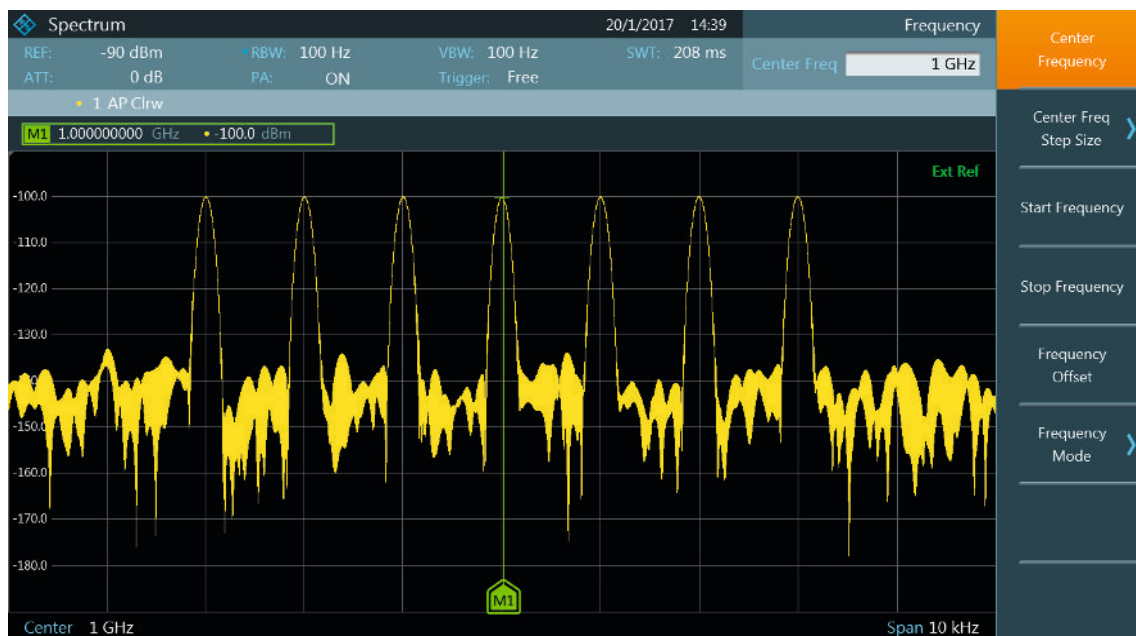 Spectrum 20/1/2017 14:39 Frequency
REF: -90 dBm RBW: 100 Hz VBW: 100 Hz SWT: 208 ms
ATT: 0 dB PA: ON Trigger: Free
Center Freq 1 GHz
1 AP Clrw
M1 1.000000000 GHz -100.0 dBm
Ext Ref
-100.0
-110.0
-120.0
-130.0
-150.0
-160.0
-170.0
-180.0
M1
Center 1 GHz Span 10 kHz
Center
Frequency
Center Freq
Step Size
Start Frequency
Stop Frequency
Frequency
Offset
Frequency
Mode